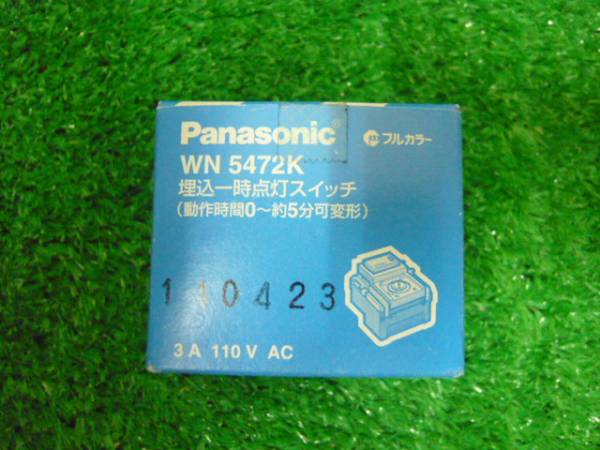 Panasonic®
フルカラー
WN 5472K
埋込一時点灯スイッチ
(動作時間0〜約5分可変形)
110423
3 A 110 V AC